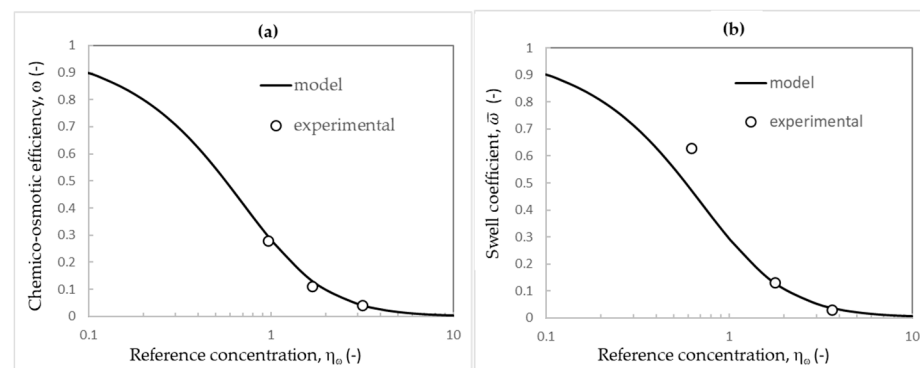 (a)
1
0.9
0.8
0.7
0.6
0.5
0.4
0.3
0.2
0.1
0
0.1
1
10
Chemico-osmotic efficiency, ω (-)
Reference concentration, ηω (-)
model
experimental
(b)
1
0.9
0.8
0.7
0.6
0.5
0.4
0.3
0.2
0.1
0
0.1
1
10
Swell coefficient, ω̅ (-)
Reference concentration, ηω (-)
model
experimental